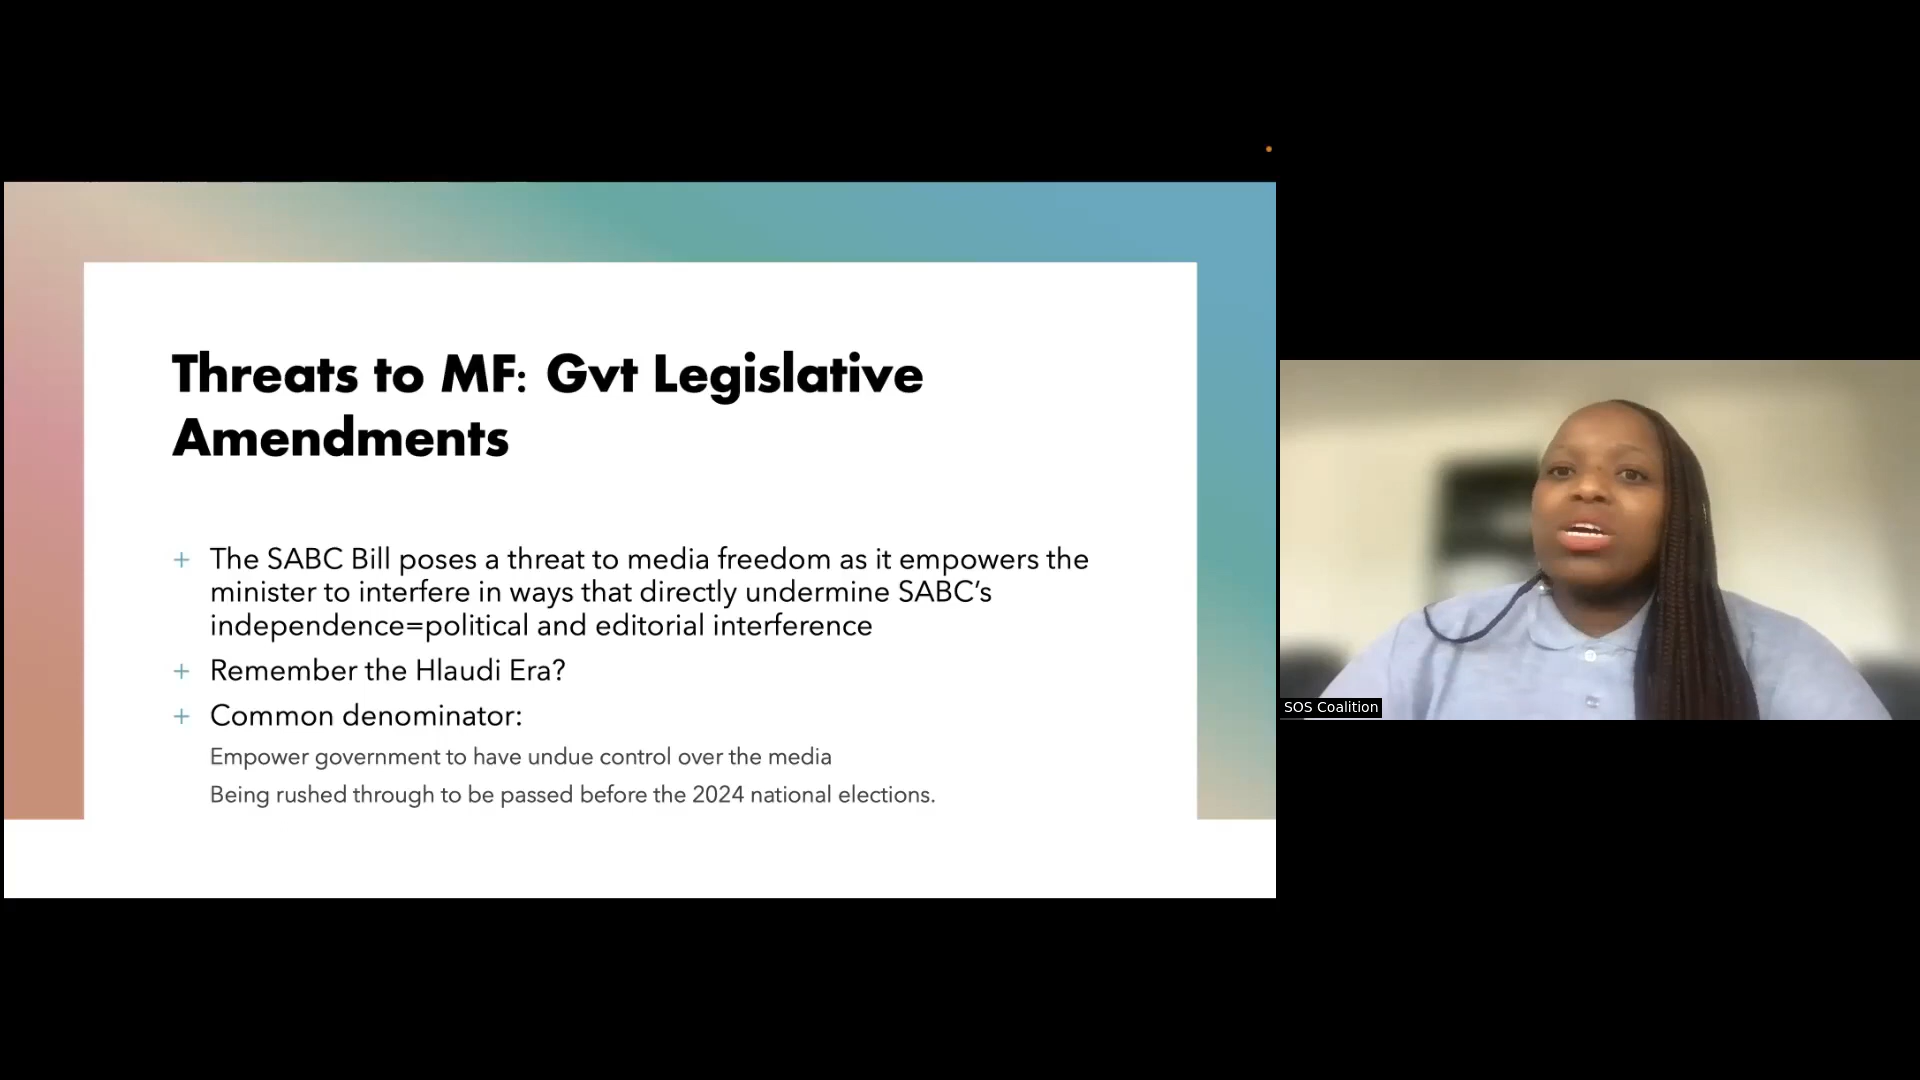 Threats to MF: Gvt Legislative
Amendments
+ The SABC Bill poses a threat to media freedom as it empowers the
minister to interfere in ways that directly undermine SABC’s
independence=political and editorial interference
+ Remember the Hlaudi Era?
+ Common denominator:
Empower government to have undue control over the media
Being rushed through to be passed before the 2024 national elections.
SOS Coalition